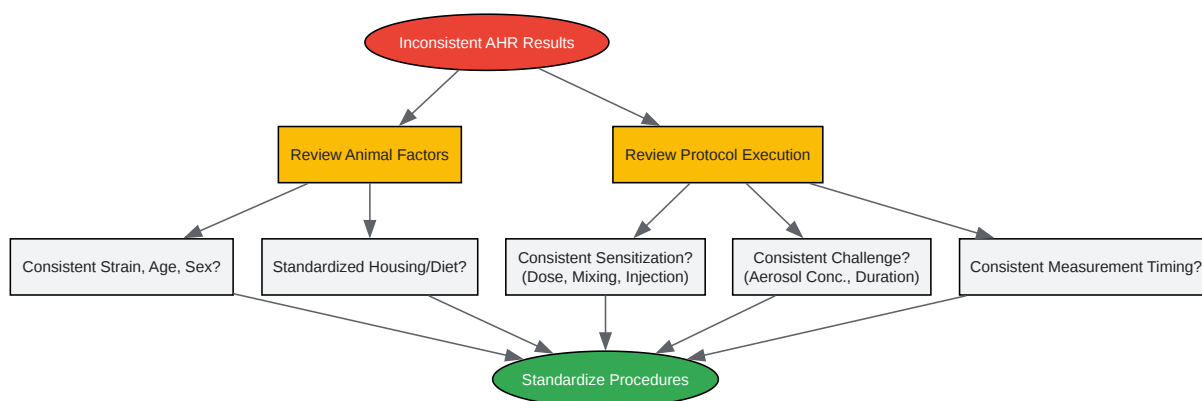 Inconsistent AHR Results
Review Animal Factors
Review Protocol Execution
Consistent Strain, Age, Sex?
Standardized Housing/Diet?
Consistent Sensitization?
(Dose, Mixing, Injection)
Consistent Challenge?
(Aerosol Conc., Duration)
Consistent Measurement Timing?
Standardize Procedures